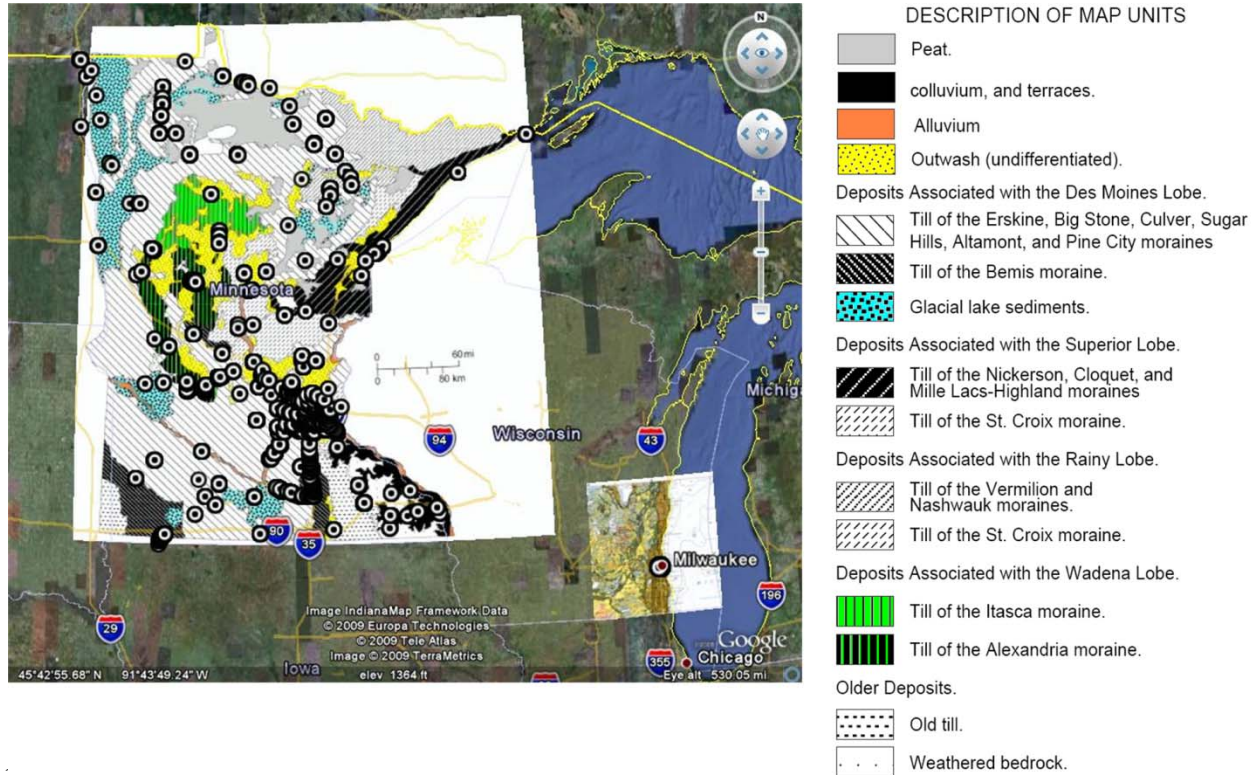 N
Minnesota
0 60 mi
0 80 km
94
Wisconsin
43
Michig
90
35
Milwaukee
196
29
Image IndianaMap Framework Data
© 2009 Europa Technologies
© 2009 Tele Atlas
Image © 2009 TerraMetrics
Google
355
Chicago
Iowa
45°42'55.68" N 91°43'49.24" W elev 1364 ft Eye alt 530.05 mi
DESCRIPTION OF MAP UNITS
Peat.
colluvium, and terraces.
Alluvium
Outwash (undifferentiated).
Deposits Associated with the Des Moines Lobe.
Till of the Erskine, Big Stone, Culver, Sugar
Hills, Altamont, and Pine City moraines
Till of the Bemis moraine.
Glacial lake sediments.
Deposits Associated with the Superior Lobe.
Till of the Nickerson, Cloquet, and
Mille Lacs-Highland moraines
Till of the St. Croix moraine.
Deposits Associated with the Rainy Lobe.
Till of the Vermilion and
Nashwauk moraines.
Till of the St. Croix moraine.
Deposits Associated with the Wadena Lobe.
Till of the Itasca moraine.
Till of the Alexandria moraine.
Older Deposits.
Old till.
Weathered bedrock.